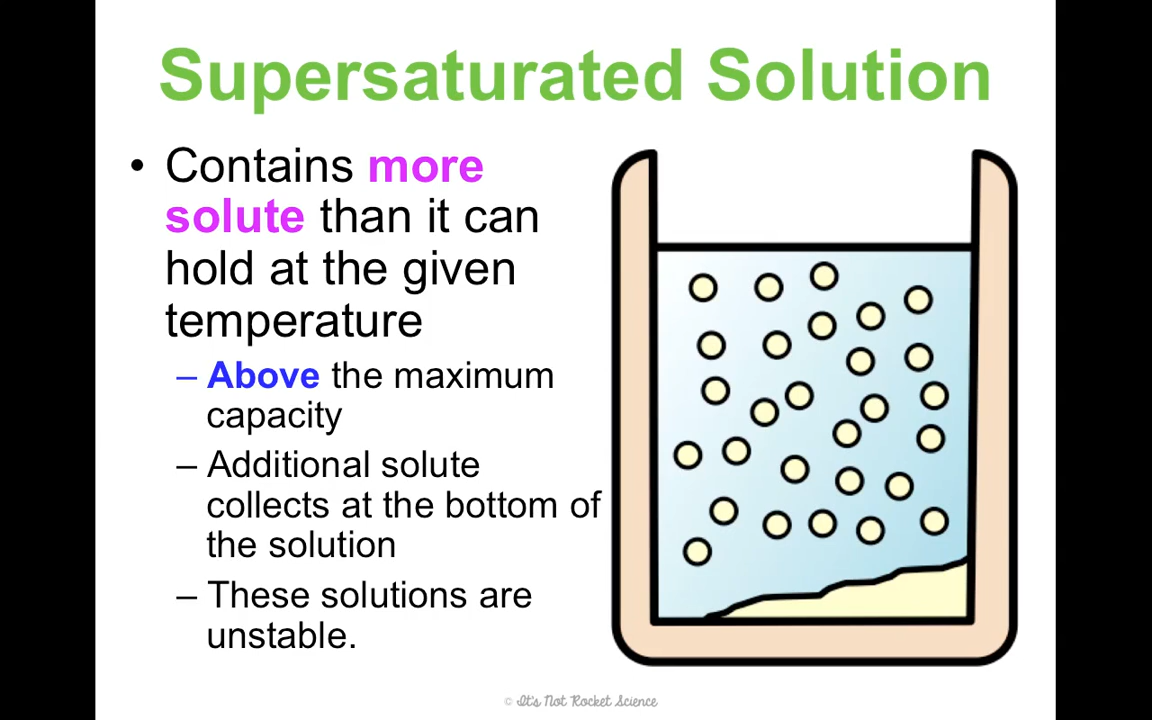 Supersaturated Solution
• Contains more
solute than it can
hold at the given
temperature
– Above the maximum
capacity
– Additional solute
collects at the bottom of
the solution
– These solutions are
unstable.
© It's Not Rocket Science